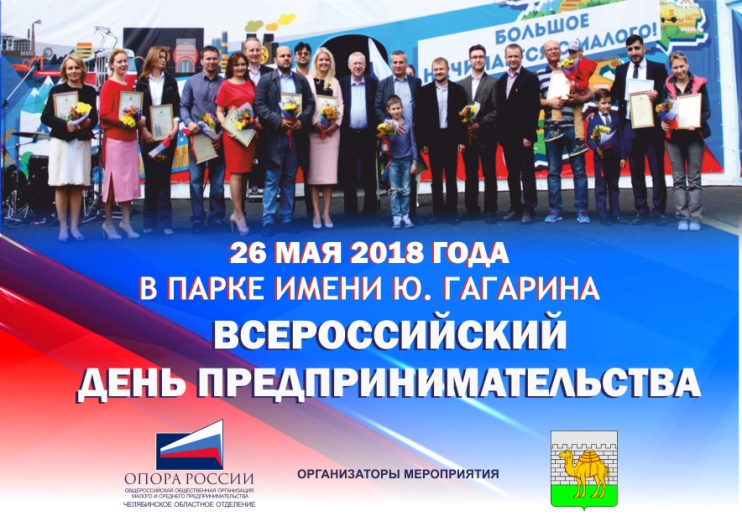 БОЛЬШОЕ
НАЧИНАЕТСЯ С МАЛОГО!
26 МАЯ 2018 ГОДА
В ПАРКЕ ИМЕНИ Ю. ГАГАРИНА
ВСЕРОССИЙСКИЙ
ДЕНЬ ПРЕДПРИНИМАТЕЛЬСТВА
ОПОРА РОССИИ
ОБЩЕРОССИЙСКАЯ ОБЩЕСТВЕННАЯ ОРГАНИЗАЦИЯ
МАЛОГО И СРЕДНЕГО ПРЕДПРИНИМАТЕЛЬСТВА
ЧЕЛЯБИНСКОЕ ОБЛАСТНОЕ ОТДЕЛЕНИЕ
ОРГАНИЗАТОРЫ МЕРОПРИЯТИЯ